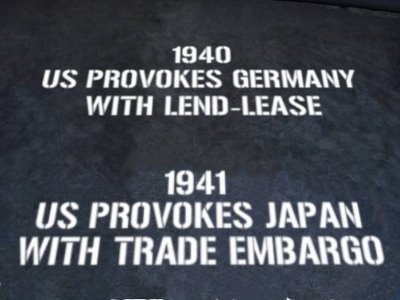 1940
US PROVOKES GERMANY
WITH LEND-LEASE
1941
US PROVOKES JAPAN
WITH TRADE EMBARGO